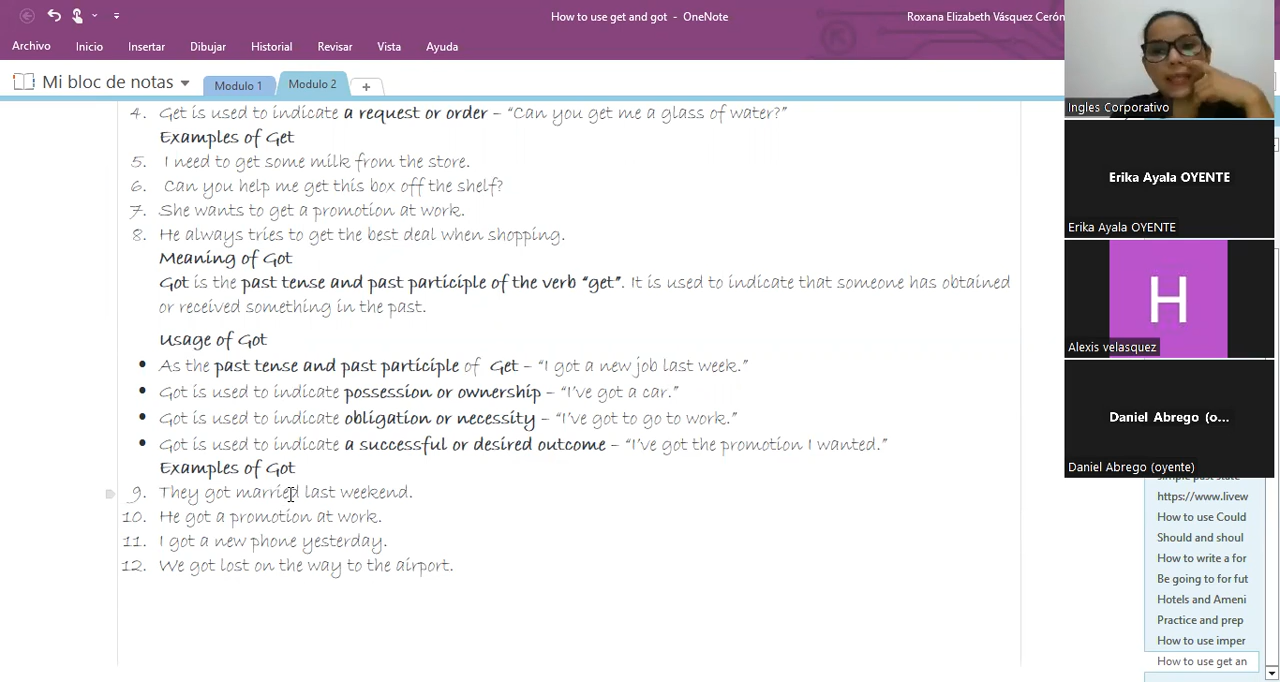 How to use get and got - OneNote
Roxana Elizabeth Vásquez Cerón
Archivo Inicio Insertar Dibujar Historial Revisar Vista Ayuda
Mi bloc de notas Modulo 1 Modulo 2 +
4. Get is used to indicate a request or order – “Can you get me a glass of water?”
Examples of Get
5. I need to get some milk from the store.
6. Can you help me get this box off the shelf?
7. She wants to get a promotion at work.
8. He always tries to get the best deal when shopping.
Meaning of Got
Got is the past tense and past participle of the verb “get”. It is used to indicate that someone has obtained
or received something in the past.
Usage of Got
• As the past tense and past participle of Get – “I got a new job last week.”
• Got is used to indicate possession or ownership – “I’ve got a car.”
• Got is used to indicate obligation or necessity – “I’ve got to go to work.”
• Got is used to indicate a successful or desired outcome – “I’ve got the promotion I wanted.”
Examples of Got
9. They got married last weekend.
10. He got a promotion at work.
11. I got a new phone yesterday.
12. We got lost on the way to the airport.
Ingles Corporativo
Erika Ayala OYENTE
Erika Ayala OYENTE
H
Alexis velasquez
Daniel Abrego (o...
Daniel Abrego (oyente)
simple past state
https://www.livew
How to use Could
Should and shoul
How to write a for
Be going to for fut
Hotels and Ameni
Practice and prep
How to use imper
How to use get an